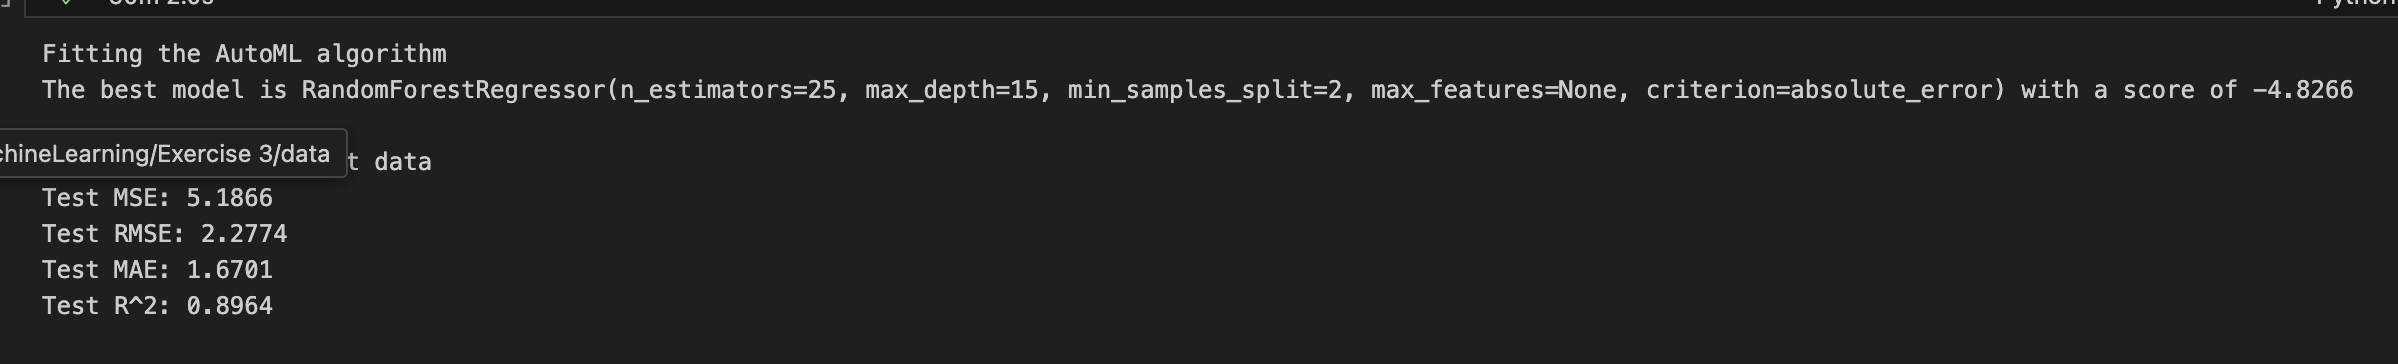 Fitting the AutoML algorithm
The best model is RandomForestRegressor(n_estimators=25, max_depth=15, min_samples_split=2, max_features=None, criterion=absolute_error) with a score of -4.8266
chineLearning/Exercise 3/data
t data
Test MSE: 5.1866
Test RMSE: 2.2774
Test MAE: 1.6701
Test R^2: 0.8964